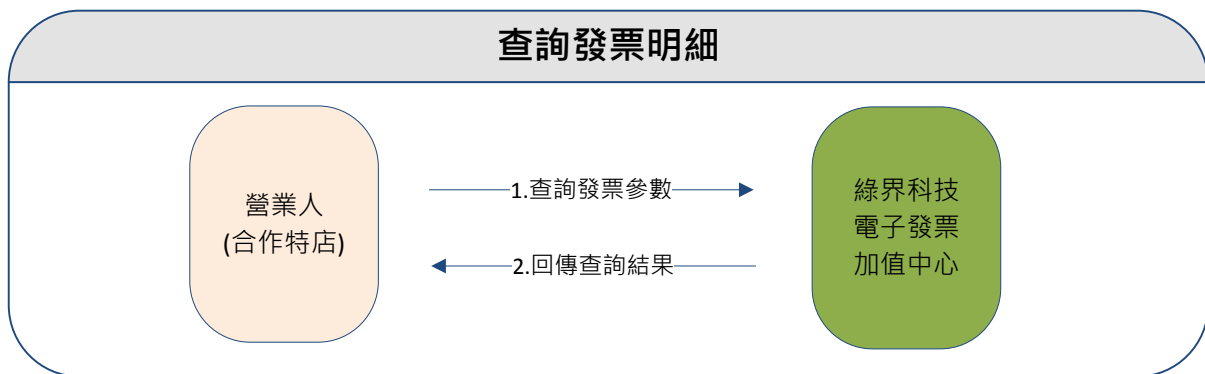 查詢發票明細
營業人
(合作特店)
1.查詢發票參數
2.回傳查詢結果
綠界科技
電子發票
加值中心